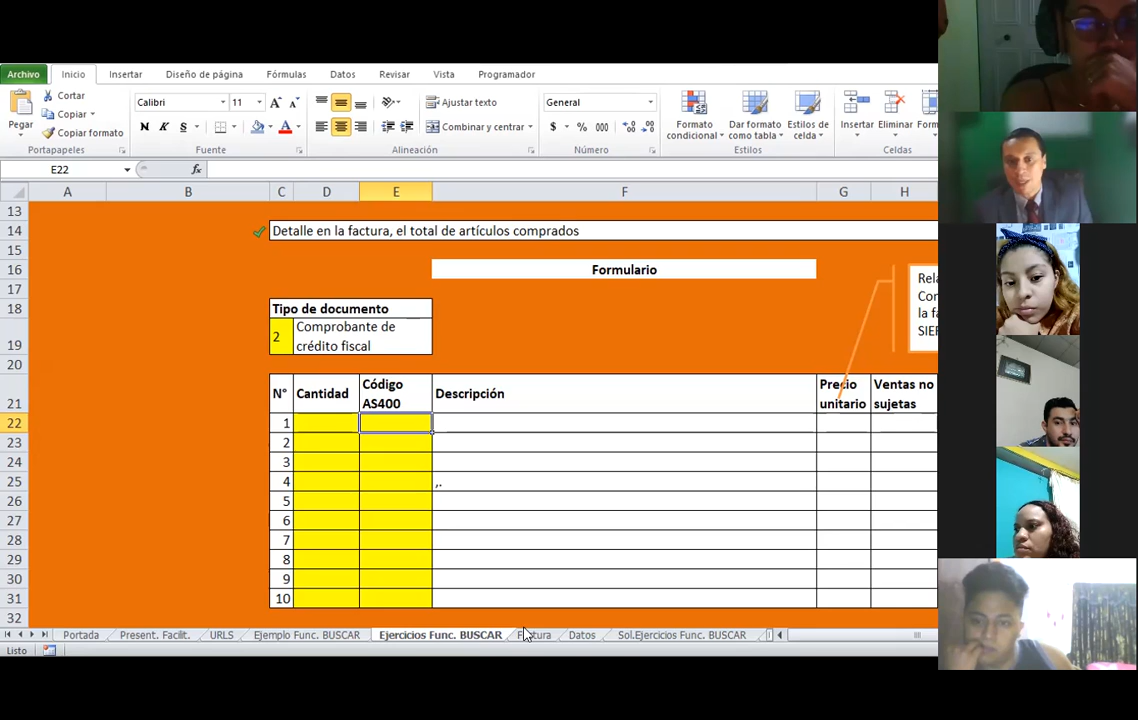 Archivo Inicio Insertar Diseño de página Fórmulas Datos Revisar Vista Programador
Pegar
Cortar
Copiar
Copiar formato
Portapapeles
Calibri 11
N K S
Fuente
Ajustar texto
Combinar y centrar
Alineación
General
$ % 000
Número
Formato condicional
Dar formato como tabla
Estilos de celda
Estilos
Insertar
Eliminar
Celdas
E22 fx
A B C D E F G H
13
14 Detalle en la factura, el total de artículos comprados
15
16 Formulario
17
18 Tipo de documento
19 2 Comprobante de
crédito fiscal
20
21 N° Cantidad Código AS400 Descripción Precio unitario Ventas no sujetas
22 1
23 2
24 3
25 4 ,.
26 5
27 6
28 7
29 8
30 9
31 10
32
Portada Present. Facilit. URLS Ejemplo Func. BUSCAR Ejercicios Func. BUSCAR Datos Sol.Ejercicios Func. BUSCAR
Listo